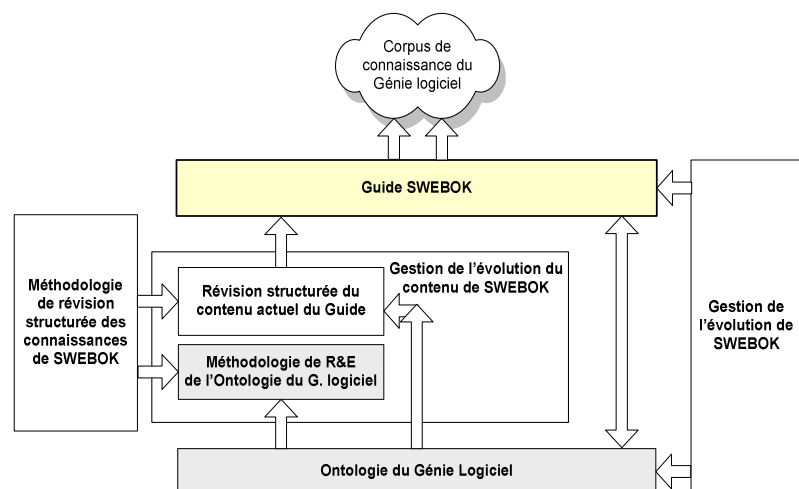 Corpus de
connaissance du
Génie logiciel
Guide SWEBOK
Méthodologie
de révision
structurée des
connaissances
de SWEBOK
Gestion de l'évolution du
contenu de SWEBOK
Révision structurée du
contenu actuel du Guide
Méthodologie de R&E
de l'Ontologie du G. logiciel
Gestion de
l'évolution de
SWEBOK
Ontologie du Génie Logiciel